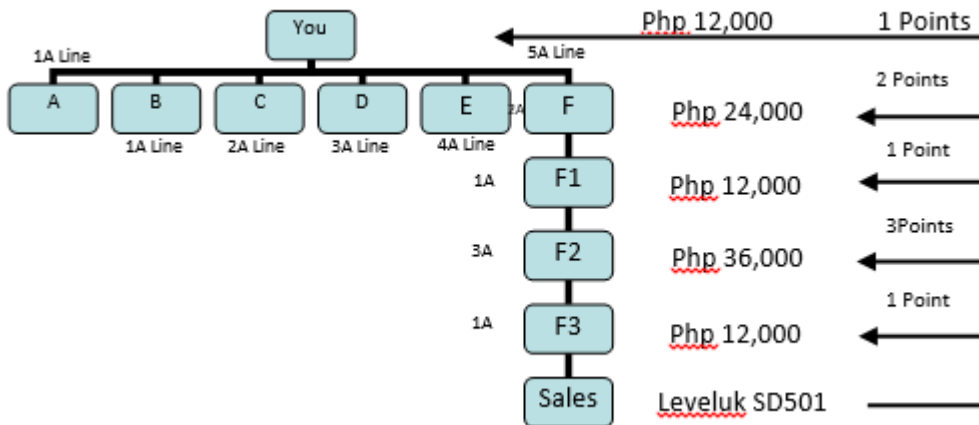 You
Php 12,000 1 Points
1A Line
5A Line
A B C D E 2A F
Php 24,000
2 Points
1A Line 2A Line 3A Line 4A Line
1 Point
1A F1 Php 12,000
3Points
3A F2 Php 36,000
1 Point
1A F3 Php 12,000
Sales Leveluk SD501